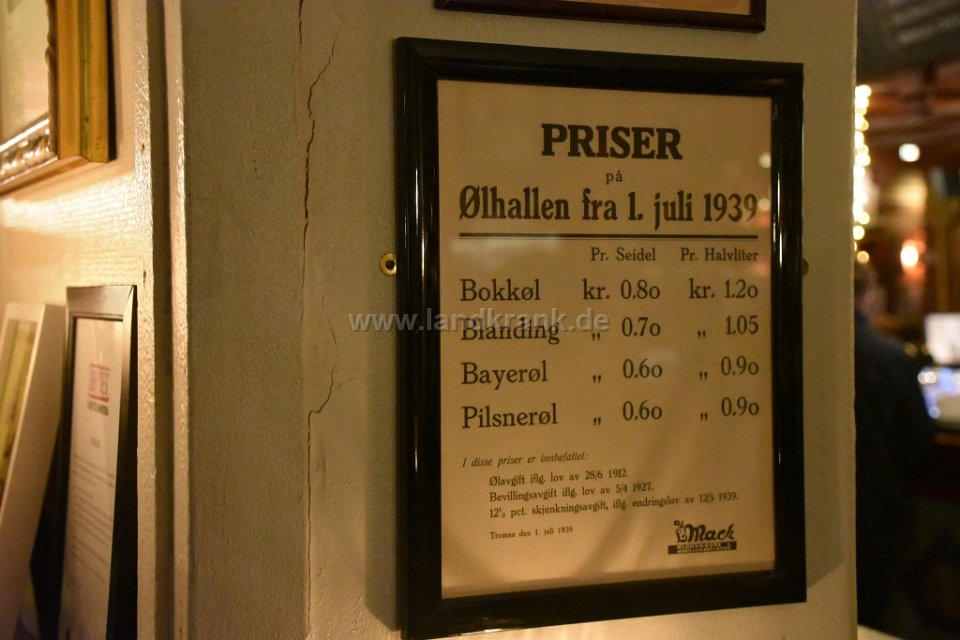 PRISER
på
Ølhallen fra 1. juli 1939
Pr. Seidel Pr. Halvliter
Bokkøl kr. 0.80 kr. 1.20
Blanding „ 0.70 „ 1.05
Bayerøl „ 0.60 „ 0.90
Pilsnerøl „ 0.60 „ 0.90
I disse priser er innbefattet:
Ølavgift iflg. lov av 28/6 1912.
Bevillingsavgift iflg. lov av 5/4 1927.
12½ pct. skjenkningsavgift, iflg. endringslov av 12/5 1939.
Tromsø den 1. juli 1939
Mack
www.landkrank.de